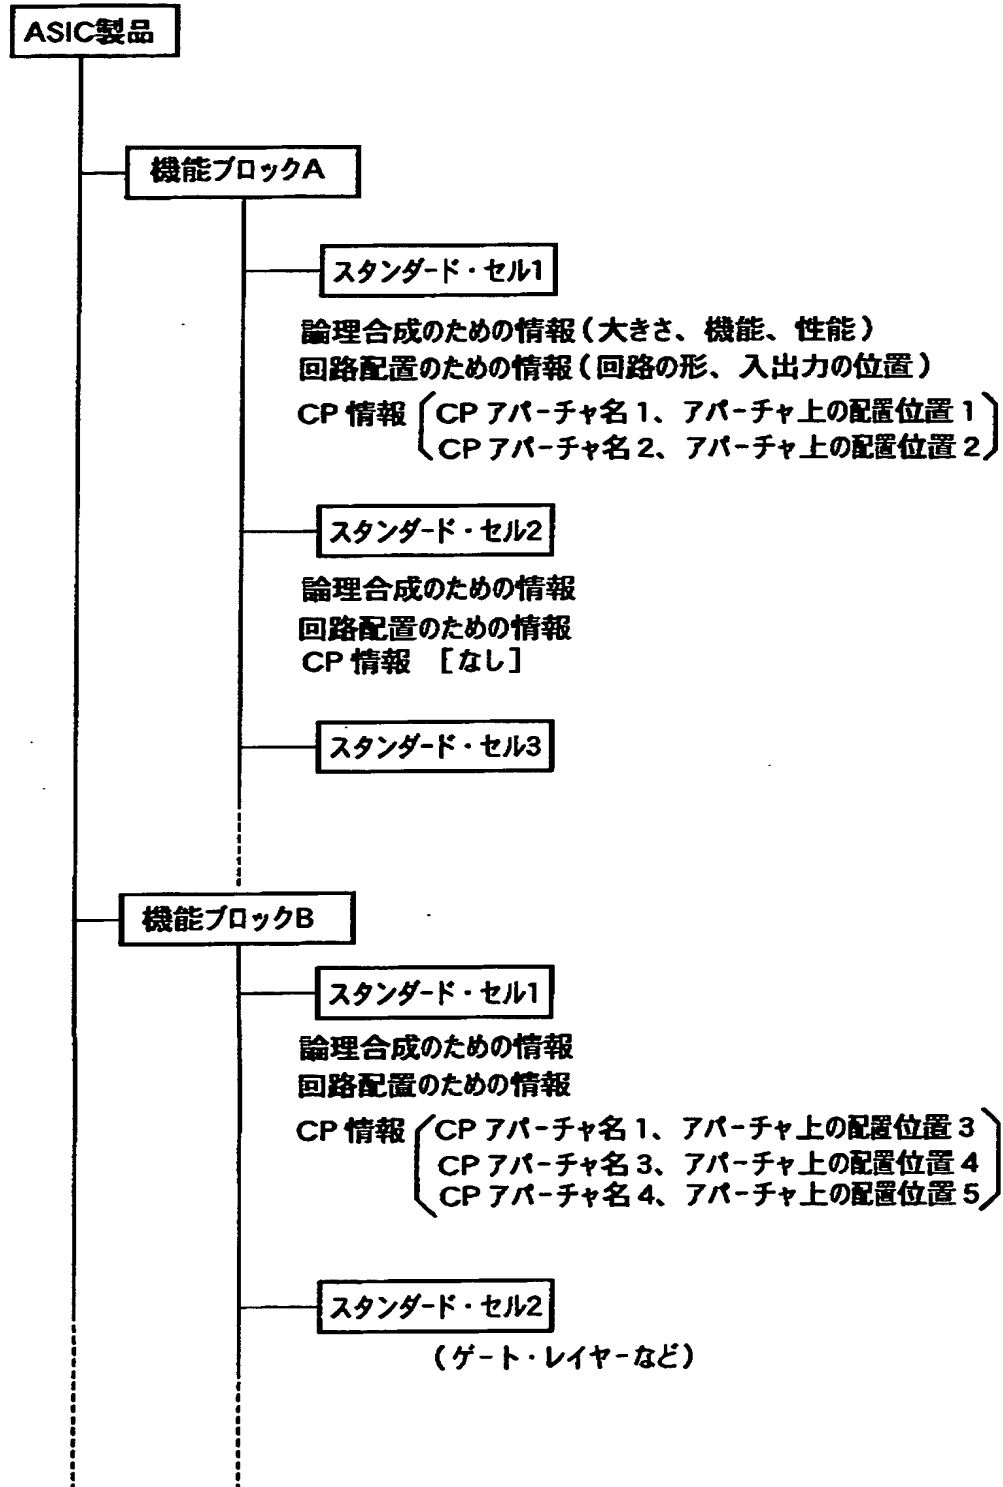 ASIC製品
機能ブロックA
スタンダード・セル1
論理合成のための情報(大きさ、機能、性能)
回路配置のための情報(回路の形、入出力の位置)
CP 情報 (CP アパーチャ名 1、アパーチャ上の配置位置 1
CP アパーチャ名 2、アパーチャ上の配置位置 2)
スタンダード・セル2
論理合成のための情報
回路配置のための情報
CP 情報 [なし]
スタンダード・セル3
機能ブロックB
スタンダード・セル1
論理合成のための情報
回路配置のための情報
CP 情報 (CP アパーチャ名 1、アパーチャ上の配置位置 3
CP アパーチャ名 3、アパーチャ上の配置位置 4
CP アパーチャ名 4、アパーチャ上の配置位置 5)
スタンダード・セル2
(ゲート・レイヤーなど)